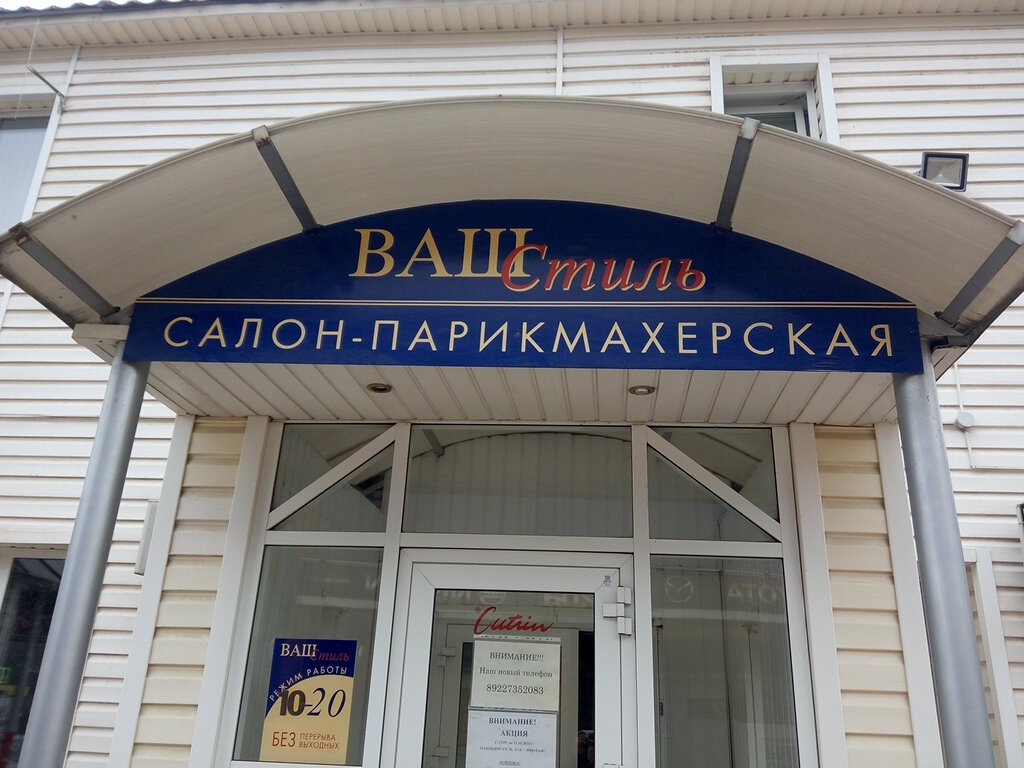 ВАШ Стиль
САЛОН-ПАРИКМАХЕРСКАЯ
Cutrin
ВНИМАНИЕ!!!
Наш новый телефон
89227352083
ВНИМАНИЕ!
АКЦИЯ
ВАШ Стиль
РЕЖИМ РАБОТЫ
10-20
БЕЗ ПЕРЕРЫВА
ВЫХОДНЫХ